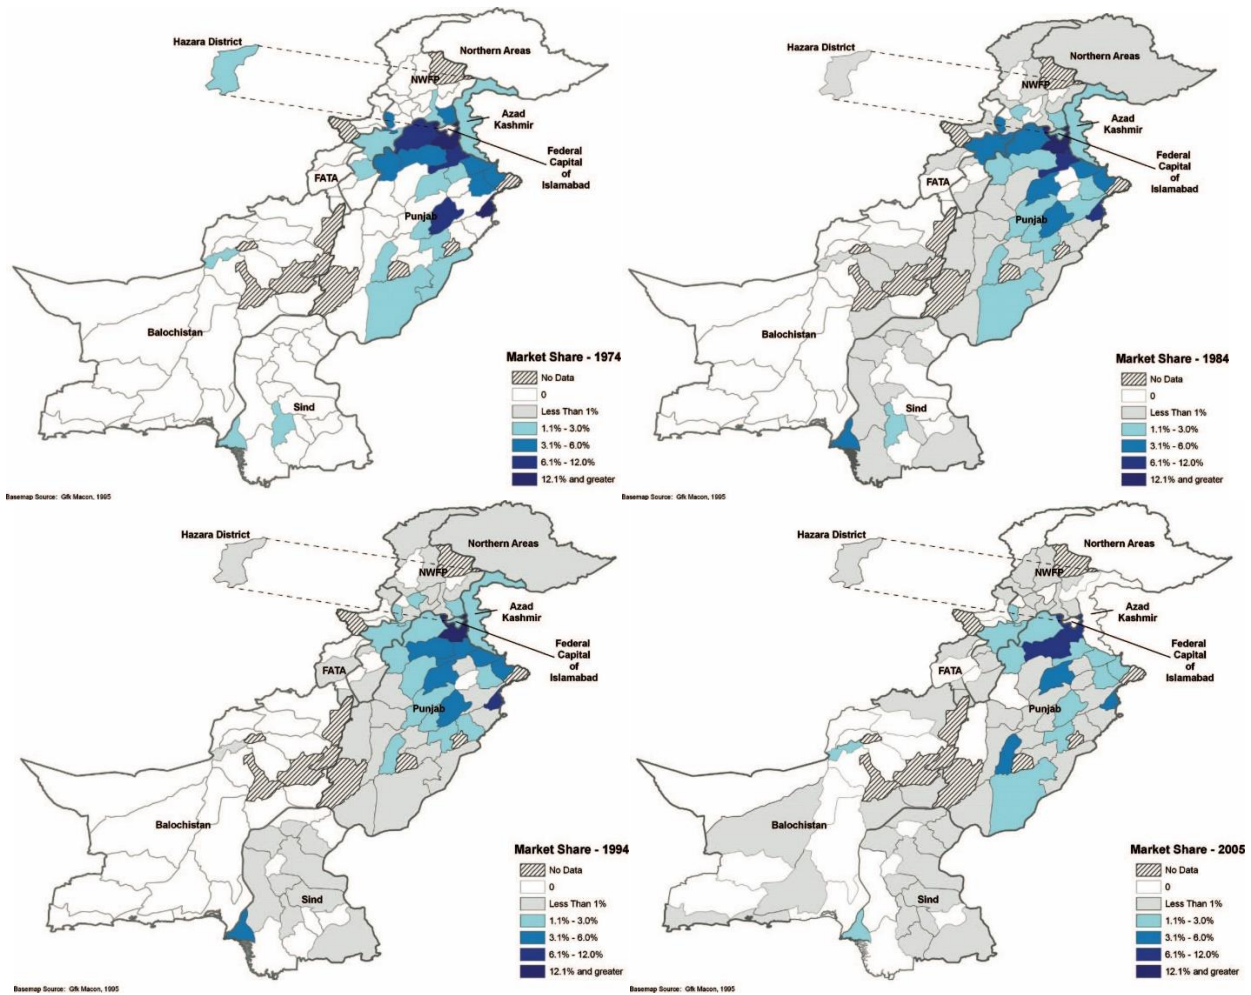 Hazara District
Northern Areas
NWFP
Azad
Kashmir
Federal
Capital
of
Islamabad
FATA
Punjab
Balochistan
Sind
Market Share - 1974
No Data
0
Less Than 1%
1.1% - 3.0%
3.1% - 6.0%
6.1% - 12.0%
12.1% and greater
Basemap Source: Gfk Macon, 1995
Hazara District
Northern Areas
NWFP
Azad
Kashmir
Federal
Capital
of
Islamabad
FATA
Punjab
Balochistan
Sind
Market Share - 1984
No Data
0
Less Than 1%
1.1% - 3.0%
3.1% - 6.0%
6.1% - 12.0%
12.1% and greater
Basemap Source: Gfk Macon, 1995
Hazara District
Northern Areas
NWFP
Azad
Kashmir
Federal
Capital
of
Islamabad
FATA
Punjab
Balochistan
Sind
Market Share - 1994
No Data
0
Less Than 1%
1.1% - 3.0%
3.1% - 6.0%
6.1% - 12.0%
12.1% and greater
Basemap Source: Gfk Macon, 1995
Hazara District
Northern Areas
NWFP
Azad
Kashmir
Federal
Capital
of
Islamabad
FATA
Punjab
Balochistan
Sind
Market Share - 2005
No Data
0
Less Than 1%
1.1% - 3.0%
3.1% - 6.0%
6.1% - 12.0%
12.1% and greater
Basemap Source: Gfk Macon, 1995